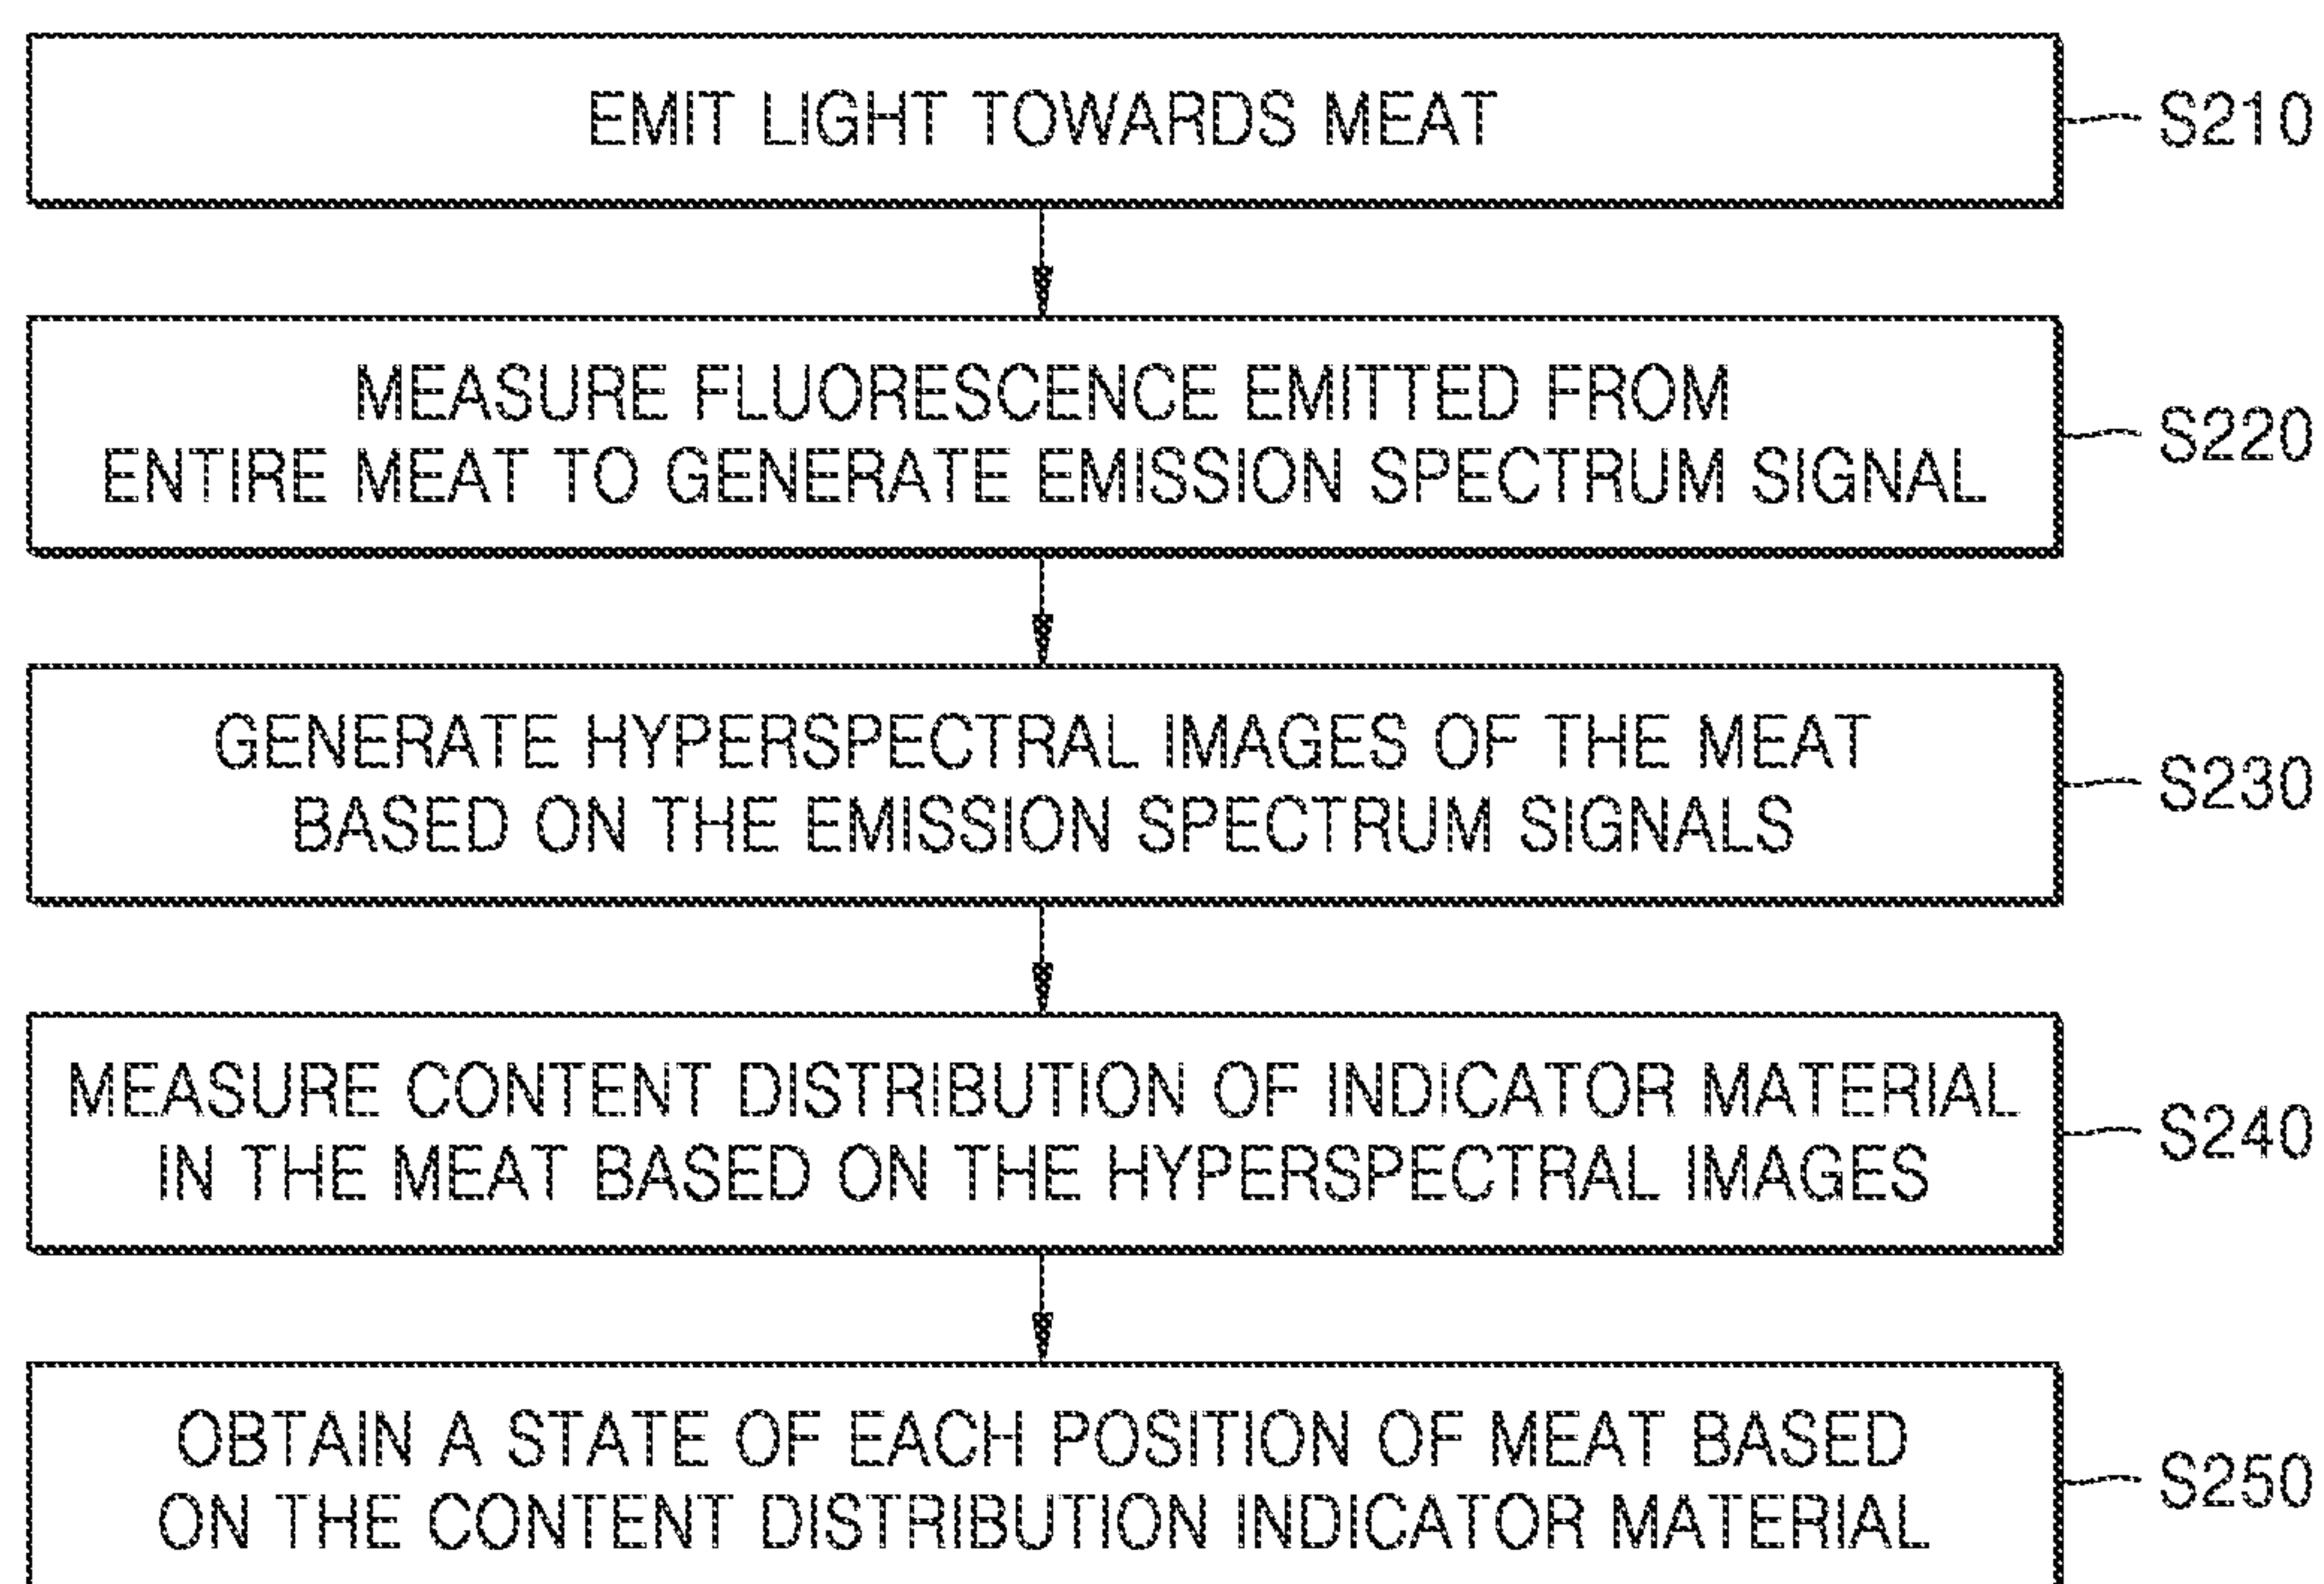 EMIT LIGHT TOWARDS MEAT
S210
MEASURE FLUORESCENCE EMITTED FROM
ENTIRE MEAT TO GENERATE EMISSION SPECTRUM SIGNAL
S220
GENERATE HYPERSPECTRAL IMAGES OF THE MEAT
BASED ON THE EMISSION SPECTRUM SIGNALS
S230
MEASURE CONTENT DISTRIBUTION OF INDICATOR MATERIAL
IN THE MEAT BASED ON THE HYPERSPECTRAL IMAGES
S240
OBTAIN A STATE OF EACH POSITION OF MEAT BASED
ON THE CONTENT DISTRIBUTION INDICATOR MATERIAL
S250